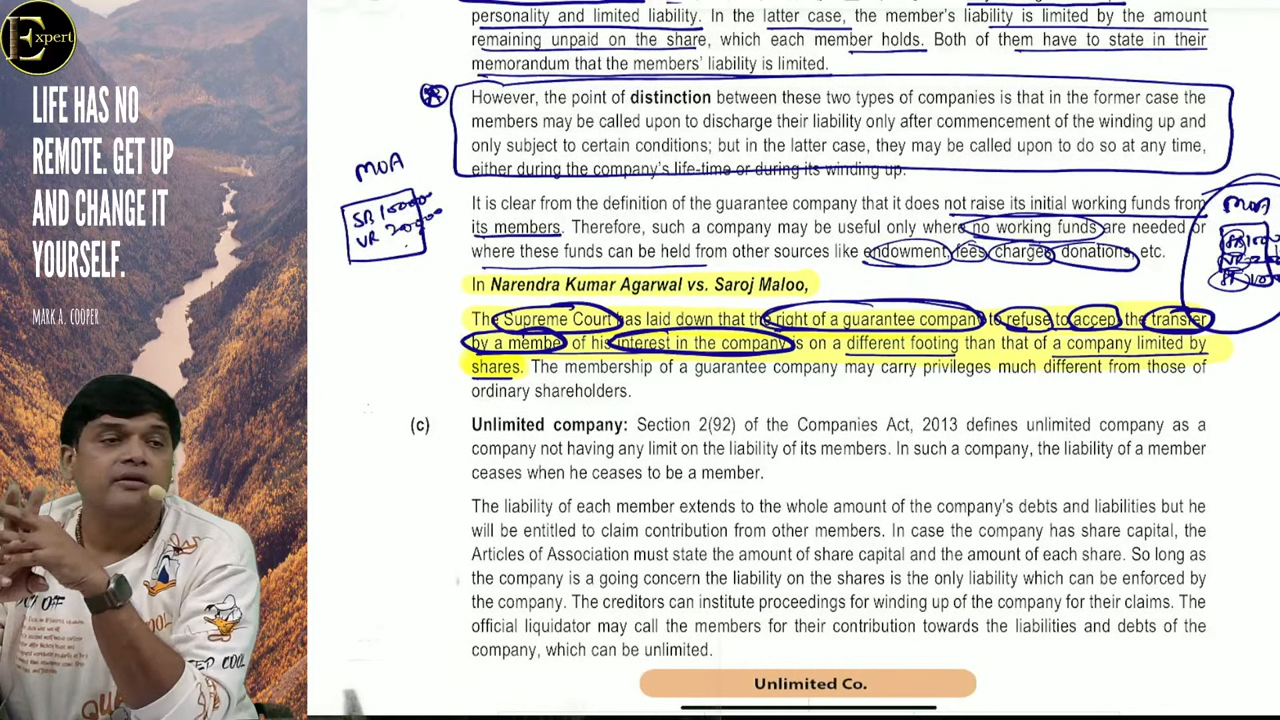 Expert
LIFE HAS NO
REMOTE. GET UP
AND CHANGE IT
YOURSELF.
MARK A. COOPER
personality and limited liability. In the latter case, the member's liability is limited by the amount
remaining unpaid on the share, which each member holds. Both of them have to state in their
memorandum that the members' liability is limited.
However, the point of distinction between these two types of companies is that in the former case the
members may be called upon to discharge their liability only after commencement of the winding up and
only subject to certain conditions; but in the latter case, they may be called upon to do so at any time,
either during the company's life-time or during its winding up.
MOA
It is clear from the definition of the guarantee company that it does not raise its initial working funds from
its members. Therefore, such a company may be useful only where no working funds are needed or
where these funds can be held from other sources like endowment, fees, charges, donations, etc.
MOA
In Narendra Kumar Agarwal vs. Saroj Maloo,
The Supreme Court has laid down that the right of a guarantee company to refuse to accept the transfer
by a member of his interest in the company is on a different footing than that of a company limited by
shares. The membership of a guarantee company may carry privileges much different from those of
ordinary shareholders.
(c) Unlimited company: Section 2(92) of the Companies Act, 2013 defines unlimited company as a
company not having any limit on the liability of its members. In such a company, the liability of a member
ceases when he ceases to be a member.
The liability of each member extends to the whole amount of the company's debts and liabilities but he
will be entitled to claim contribution from other members. In case the company has share capital, the
Articles of Association must state the amount of share capital and the amount of each share. So long as
the company is a going concern the liability on the shares is the only liability which can be enforced by
the company. The creditors can institute proceedings for winding up of the company for their claims. The
official liquidator may call the members for their contribution towards the liabilities and debts of the
company, which can be unlimited.
Unlimited Co.